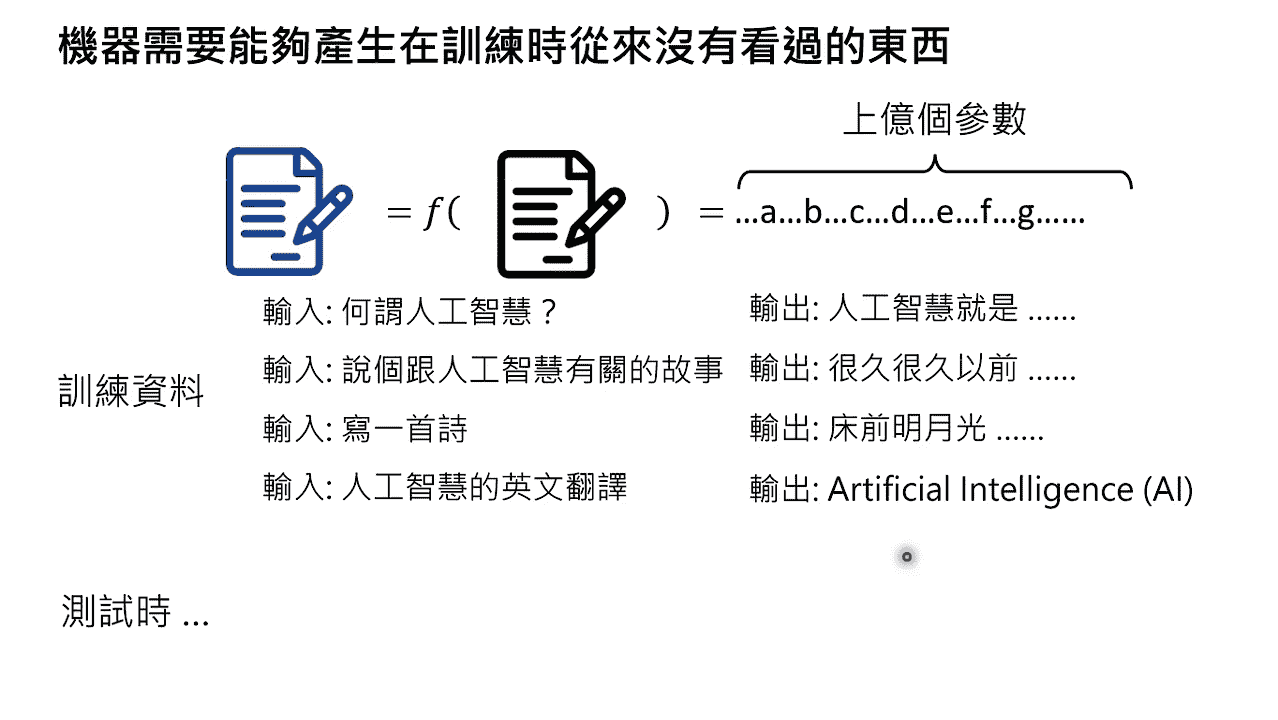 機器需要能夠產生在訓練時從來沒有看過的東西
上億個參數
= f( ) = …a…b…c…d…e…f…g……
輸入: 何謂人工智慧？ 輸出: 人工智慧就是 ……
輸入: 說個跟人工智慧有關的故事 輸出: 很久很久以前 ……
訓練資料
輸入: 寫一首詩 輸出: 床前明月光 ……
輸入: 人工智慧的英文翻譯 輸出: Artificial Intelligence (AI)
測試時 …